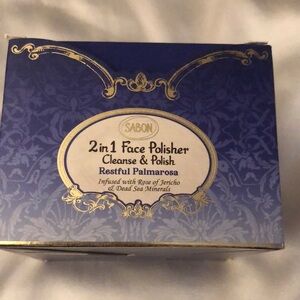 SABON
2 in 1 Face Polisher
Cleanse & Polish
Restful Palmarosa
Infused with Rose of Jericho
& Dead Sea Minerals